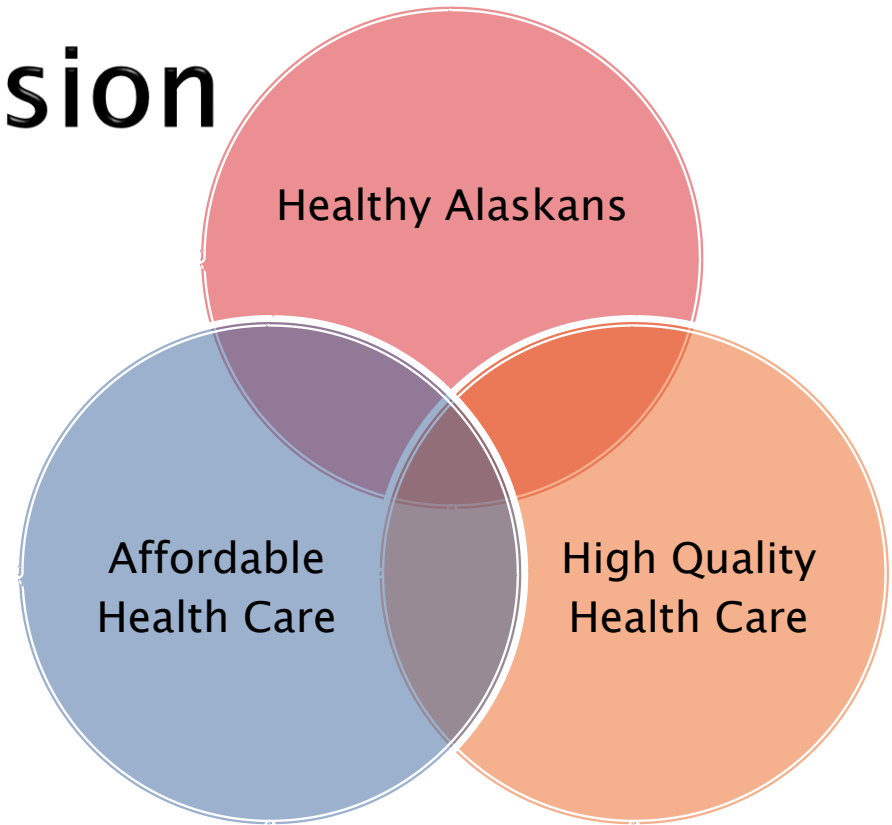 sion
Healthy Alaskans
Affordable
Health Care
High Quality
Health Care